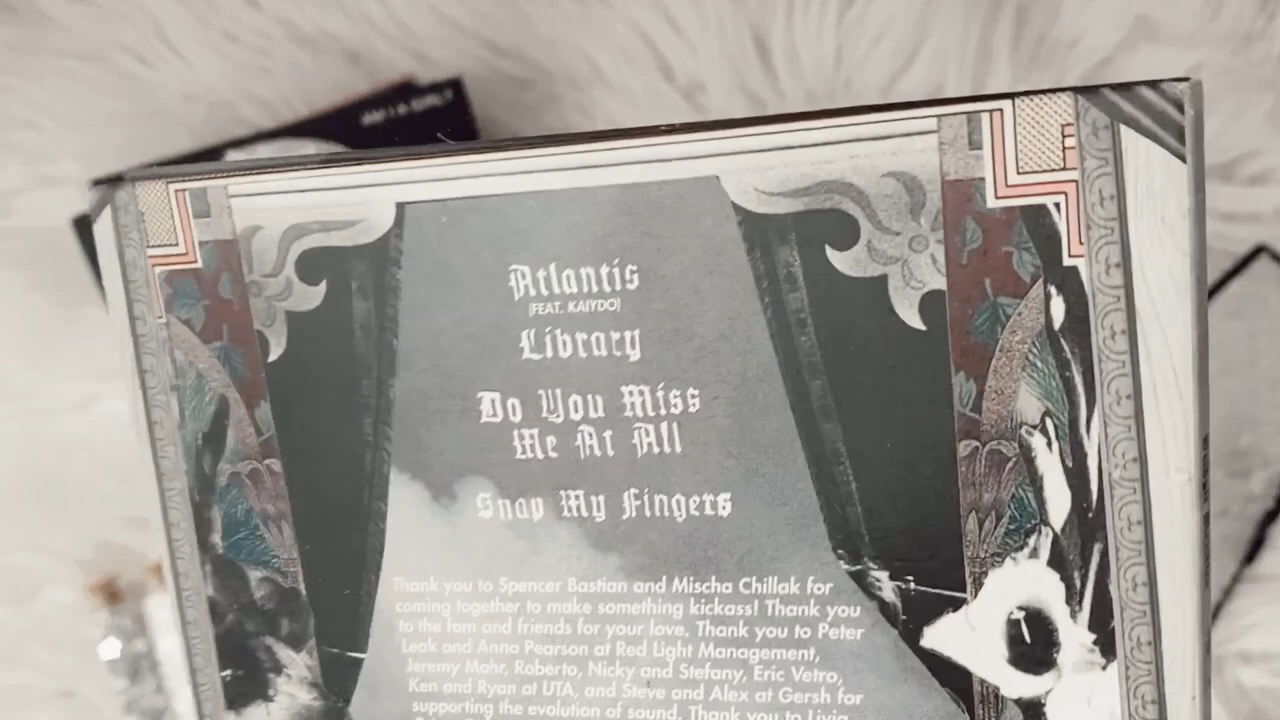 AM I A GIRL?
Atlantis
(FEAT. KAIYDO)
Library
Do You Miss
Me At All
Snap My Fingers
Thank you to Spencer Bastian and Mischa Chillak for
coming together to make something kickass! Thank you
to the fam and friends for your love. Thank you to Peter
Leak and Anna Pearson at Red Light Management,
Jeremy Mohr, Roberto, Nicky and Stefany, Eric Vetro,
Ken and Ryan at UTA, and Steve and Alex at Gersh for
supporting the evolution of sound. Thank you to Livia